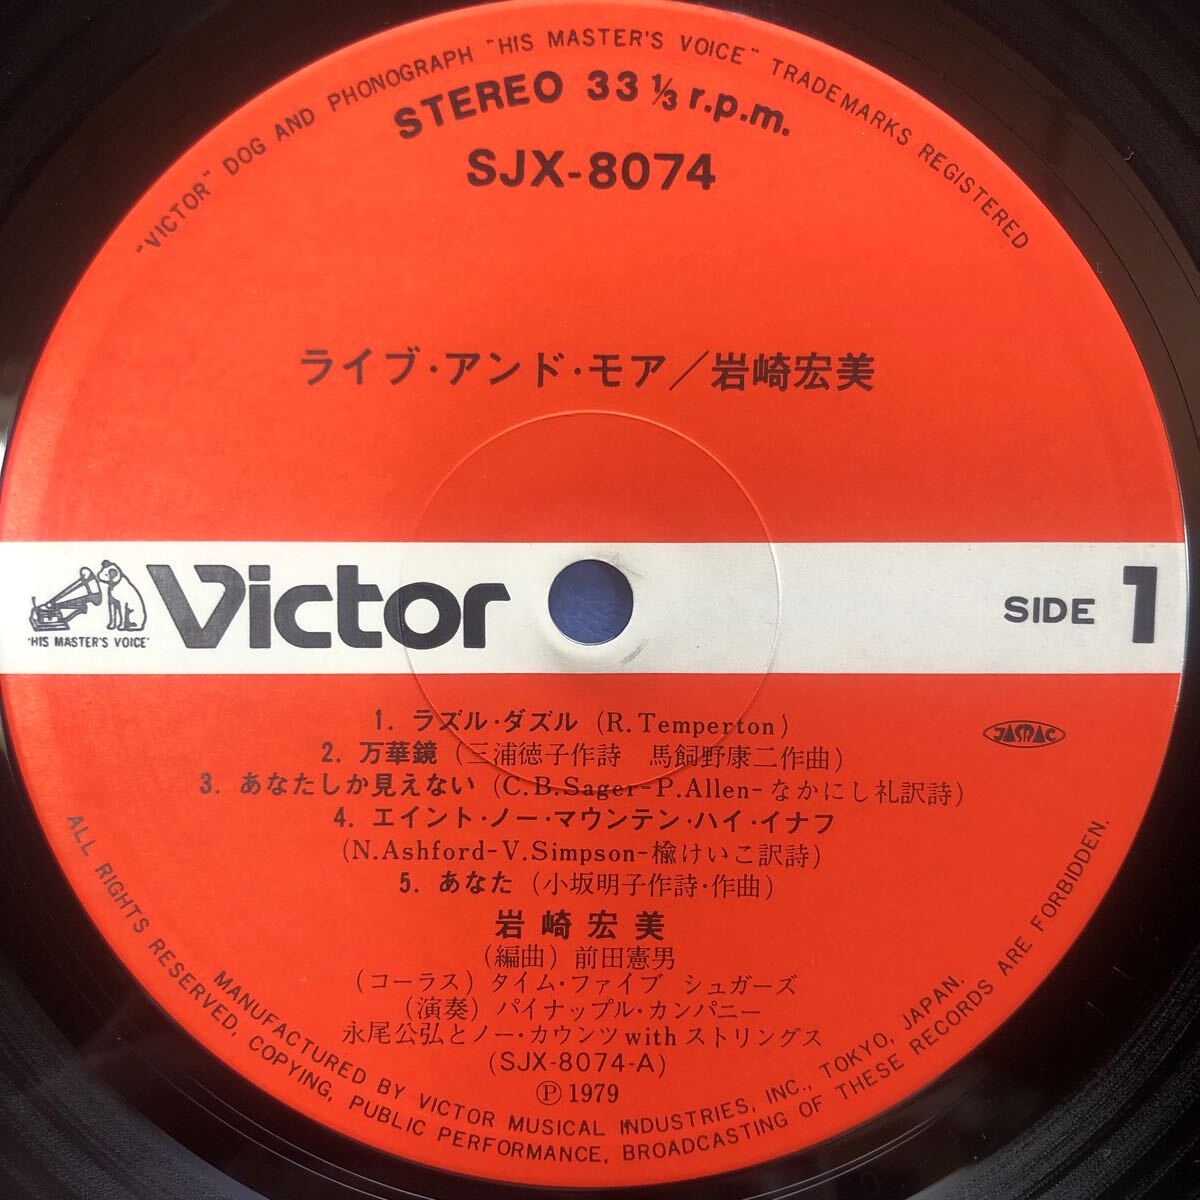 "VICTOR" DOG AND PHONOGRAPH "HIS MASTER'S VOICE" TRADEMARKS REGISTERED
STEREO 33 ⅓ r.p.m.
SJX-8074
ライブ・アンド・モア／岩崎宏美
'HIS MASTER'S VOICE'
Victor
SIDE 1
1. ラズル・ダズル (R. Temperton)
JASRAC
2. 万華鏡 (三浦徳子作詩 馬飼野康二作曲)
3. あなたしか見えない (C.B.Sager-P.Allen-なかにし礼訳詩)
4. エイント・ノー・マウンテン・ハイ・イナフ
(N.Ashford-V.Simpson-楡けいこ訳詩)
5. あなた (小坂明子作詩・作曲)
岩崎宏美
(編曲) 前田憲男
(コーラス) タイム・ファイブ シュガーズ
(演奏) パイナップル・カンパニー
永尾公弘とノー・カウンツ with ストリングス
(SJX-8074-A)
Ⓟ 1979
MANUFACTURED BY VICTOR MUSICAL INDUSTRIES, INC., TOKYO, JAPAN.
ALL RIGHTS RESERVED, COPYING, PUBLIC PERFORMANCE, BROADCASTING OF THESE RECORDS ARE FORBIDDEN.